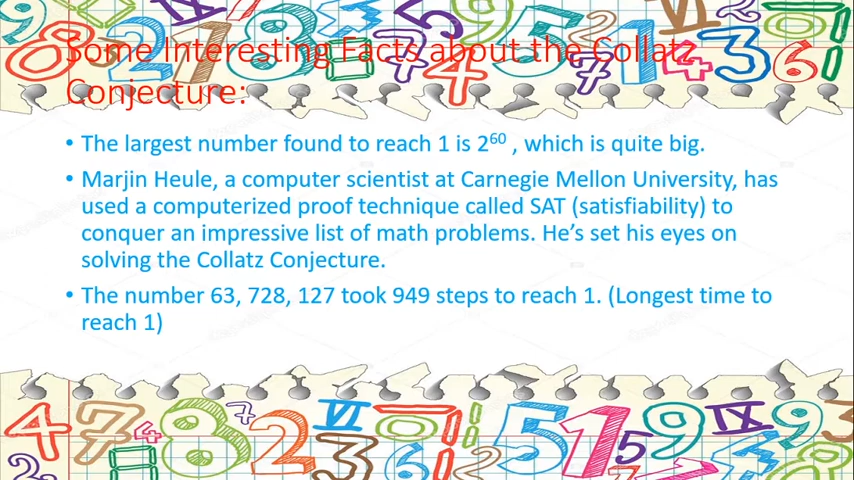 Some Interesting Facts about the Collatz
Conjecture:
• The largest number found to reach 1 is 2⁶⁰ , which is quite big.
• Marjin Heule, a computer scientist at Carnegie Mellon University, has
used a computerized proof technique called SAT (satisfiability) to
conquer an impressive list of math problems. He’s set his eyes on
solving the Collatz Conjecture.
• The number 63, 728, 127 took 949 steps to reach 1. (Longest time to
reach 1)